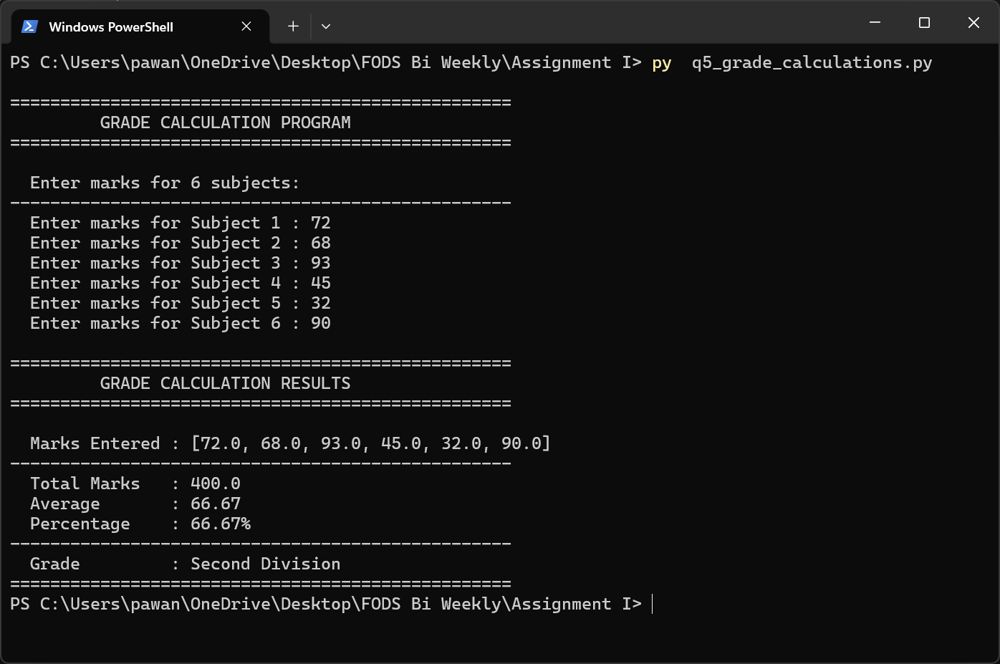 Windows PowerShell
PS C:\Users\pawan\OneDrive\Desktop\FODS Bi Weekly\Assignment I> py  q5_grade_calculations.py
==================================================
         GRADE CALCULATION PROGRAM
==================================================
  Enter marks for 6 subjects:
--------------------------------------------------
  Enter marks for Subject 1 : 72
  Enter marks for Subject 2 : 68
  Enter marks for Subject 3 : 93
  Enter marks for Subject 4 : 45
  Enter marks for Subject 5 : 32
  Enter marks for Subject 6 : 90
==================================================
         GRADE CALCULATION RESULTS
==================================================
  Marks Entered : [72.0, 68.0, 93.0, 45.0, 32.0, 90.0]
--------------------------------------------------
  Total Marks   : 400.0
  Average       : 66.67
  Percentage    : 66.67%
--------------------------------------------------
  Grade         : Second Division
==================================================
PS C:\Users\pawan\OneDrive\Desktop\FODS Bi Weekly\Assignment I>